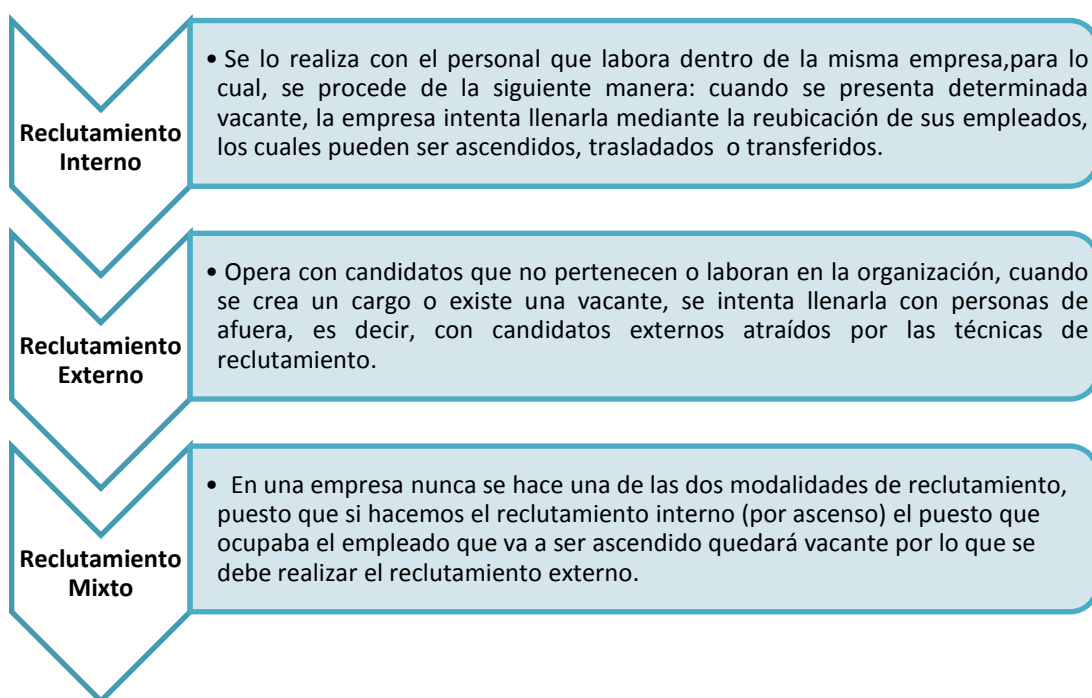 Reclutamiento
Interno
• Se lo realiza con el personal que labora dentro de la misma empresa,para lo
cual, se procede de la siguiente manera: cuando se presenta determinada
vacante, la empresa intenta llenarla mediante la reubicación de sus empleados,
los cuales pueden ser ascendidos, trasladados o transferidos.
Reclutamiento
Externo
• Opera con candidatos que no pertenecen o laboran en la organización, cuando
se crea un cargo o existe una vacante, se intenta llenarla con personas de
afuera, es decir, con candidatos externos atraídos por las técnicas de
reclutamiento.
Reclutamiento
Mixto
• En una empresa nunca se hace una de las dos modalidades de reclutamiento,
puesto que si hacemos el reclutamiento interno (por ascenso) el puesto que
ocupaba el empleado que va a ser ascendido quedará vacante por lo que se
debe realizar el reclutamiento externo.